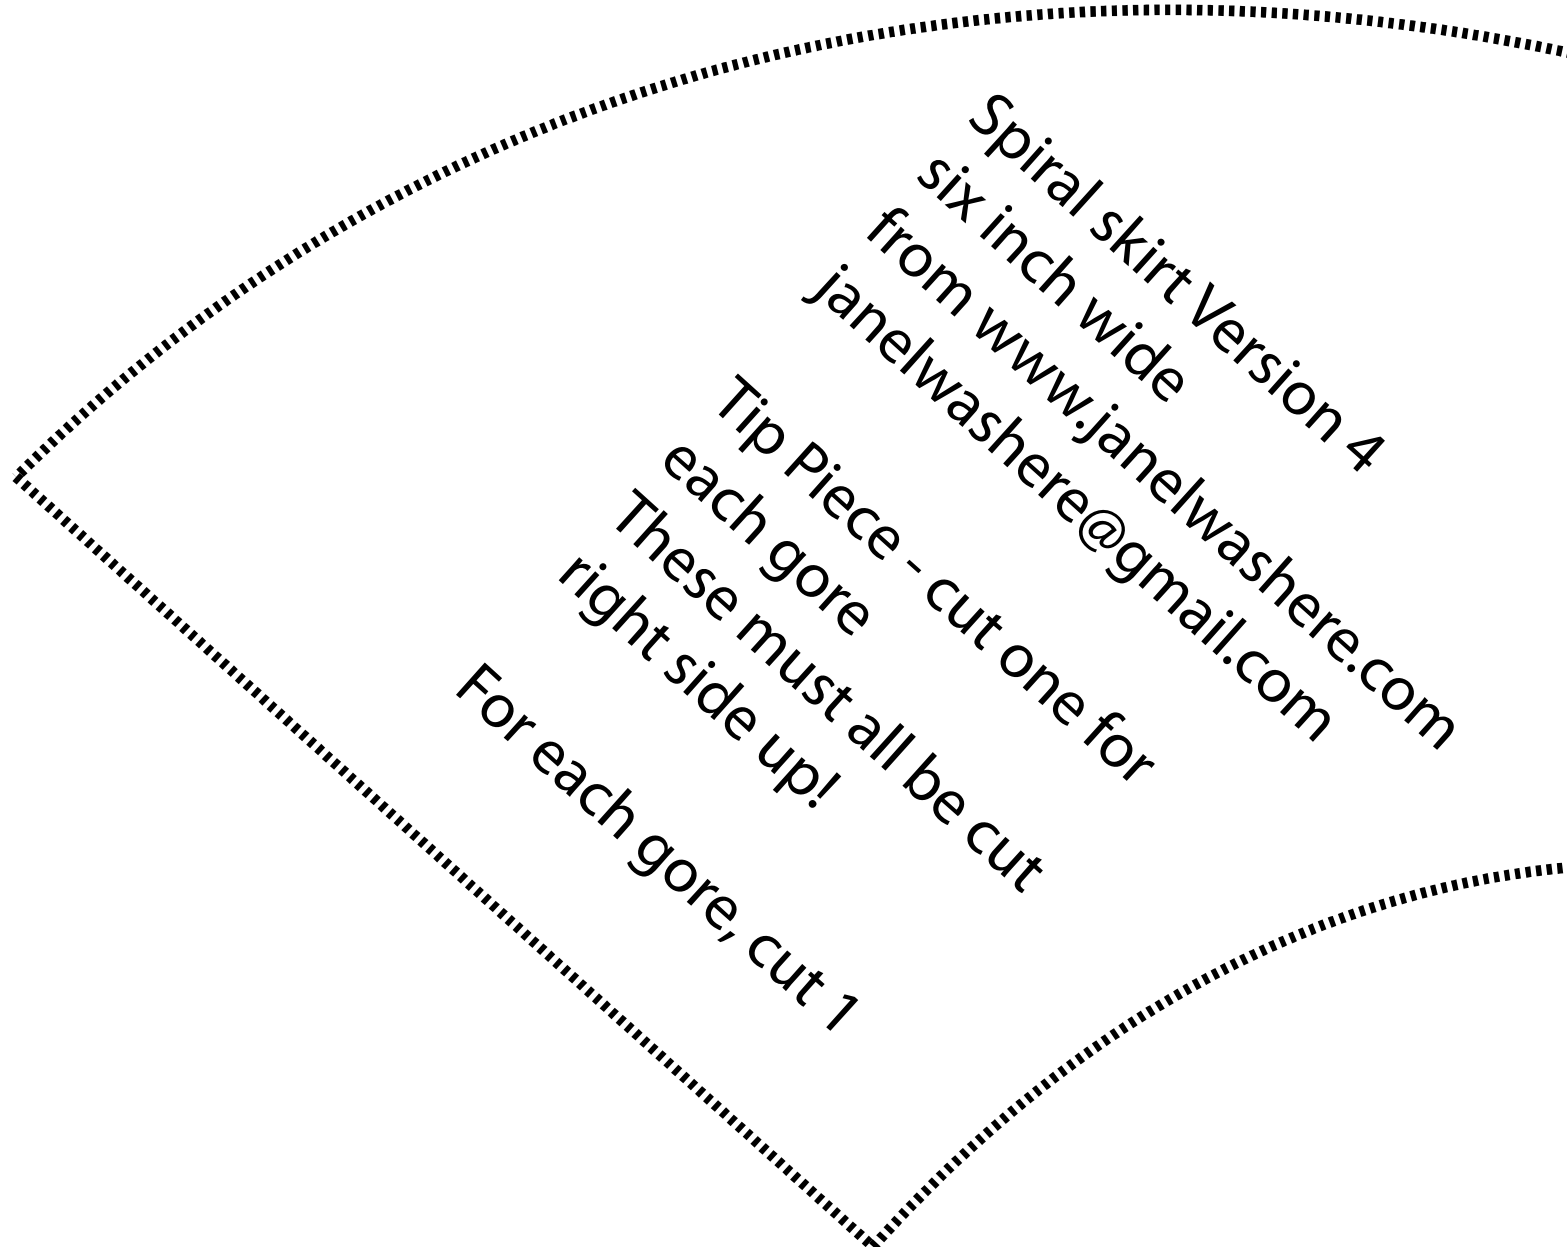 Spiral skirt Version 4
six inch wide
from www.janelwashere.com
janelwashere@gmail.com
Tip Piece - cut one for
each gore
These must all be cut
right side up!
For each gore, cut 1